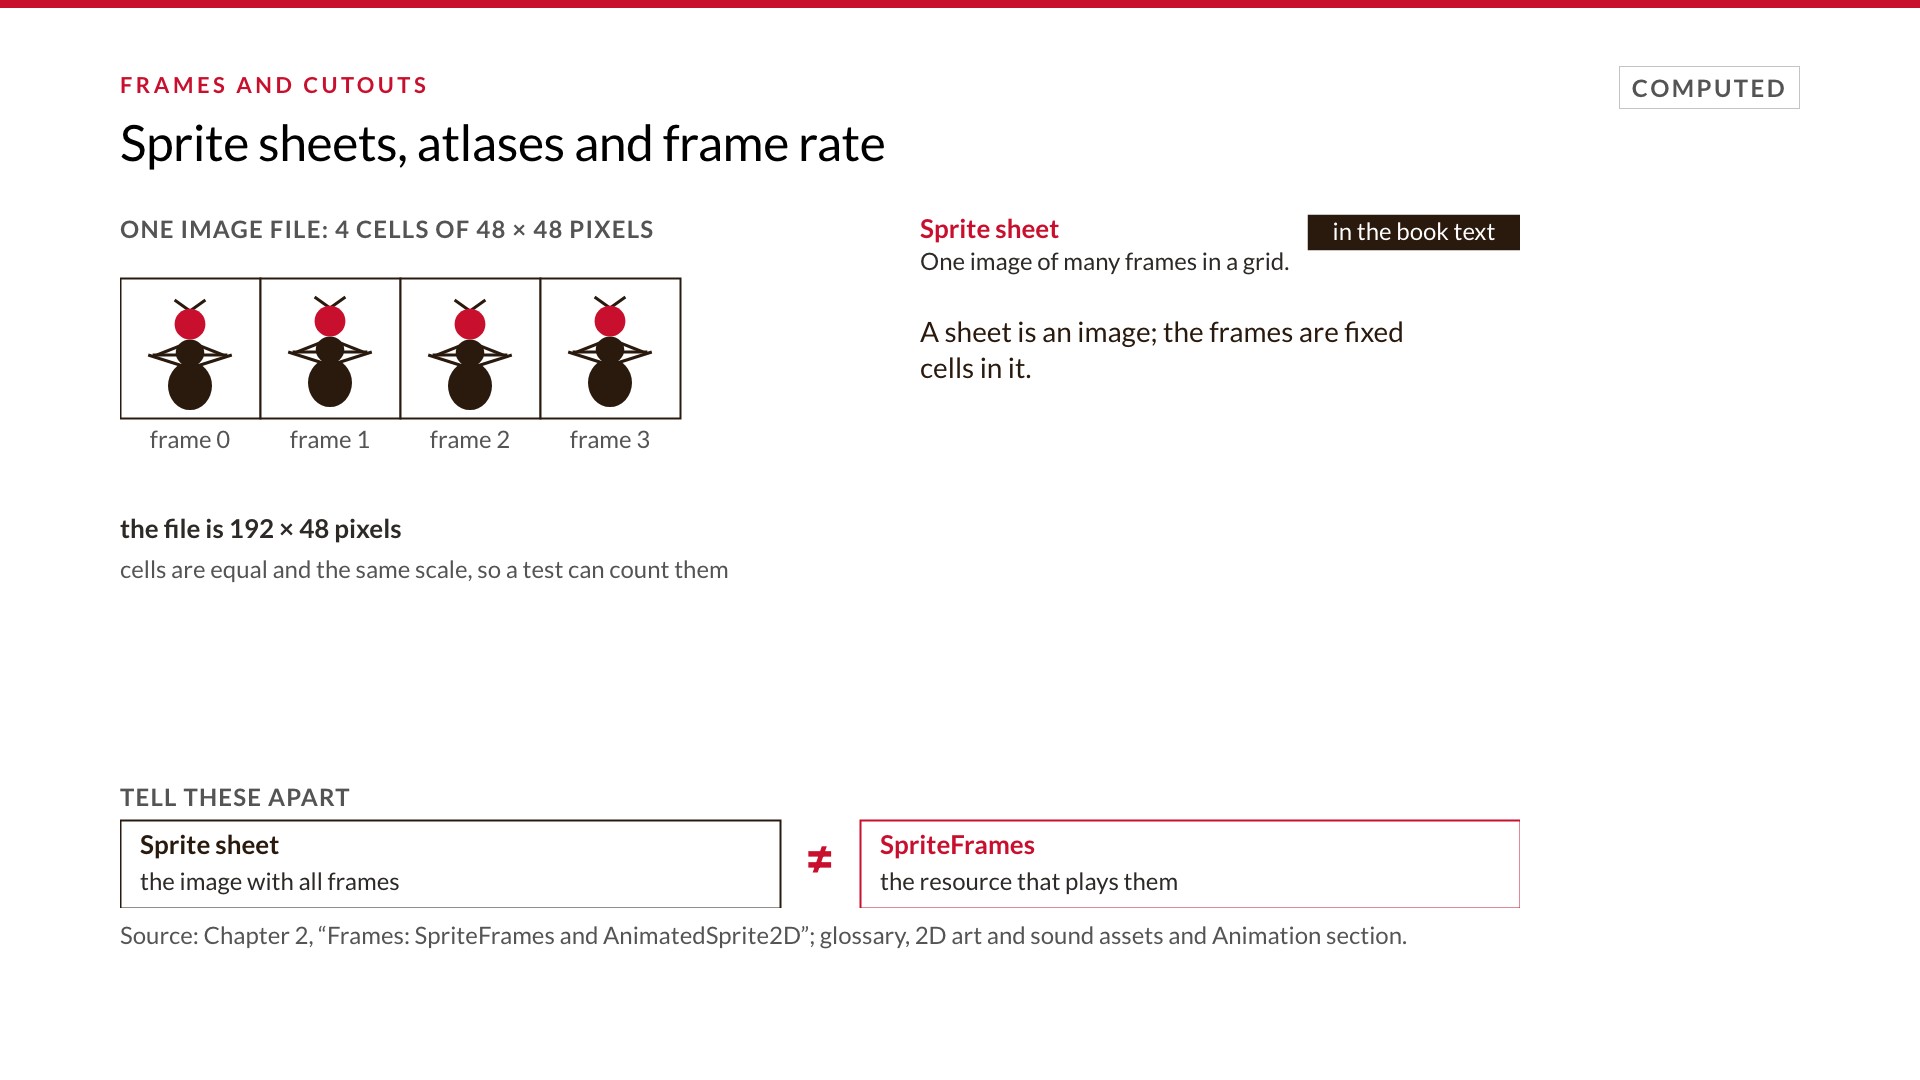 FRAMES AND CUTOUTS
COMPUTED
Sprite sheets, atlases and frame rate
ONE IMAGE FILE: 4 CELLS OF 48 × 48 PIXELS
frame 0
frame 1
frame 2
frame 3
the file is 192 × 48 pixels
cells are equal and the same scale, so a test can count them
Sprite sheet
in the book text
One image of many frames in a grid.
A sheet is an image; the frames are fixed
cells in it.
TELL THESE APART
Sprite sheet
the image with all frames
≠
SpriteFrames
the resource that plays them
Source: Chapter 2, “Frames: SpriteFrames and AnimatedSprite2D”; glossary, 2D art and sound assets and Animation section.